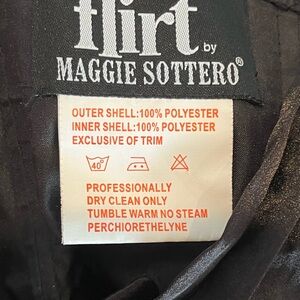 flirt by
MAGGIE SOTTERO®
OUTER SHELL:100% POLYESTER
INNER SHELL:100% POLYESTER
EXCLUSIVE OF TRIM
40°
PROFESSIONALLY
DRY CLEAN ONLY
TUMBLE WARM NO STEAM
PERCHIORETHELYNE